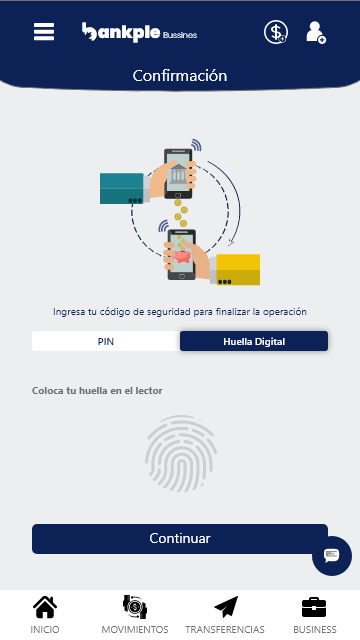 bankple Bussines
Confirmación
Ingresa tu código de seguridad para finalizar la operación
PIN
Huella Digital
Coloca tu huella en el lector
Continuar
INICIO
MOVIMIENTOS
TRANSFERENCIAS
BUSINESS